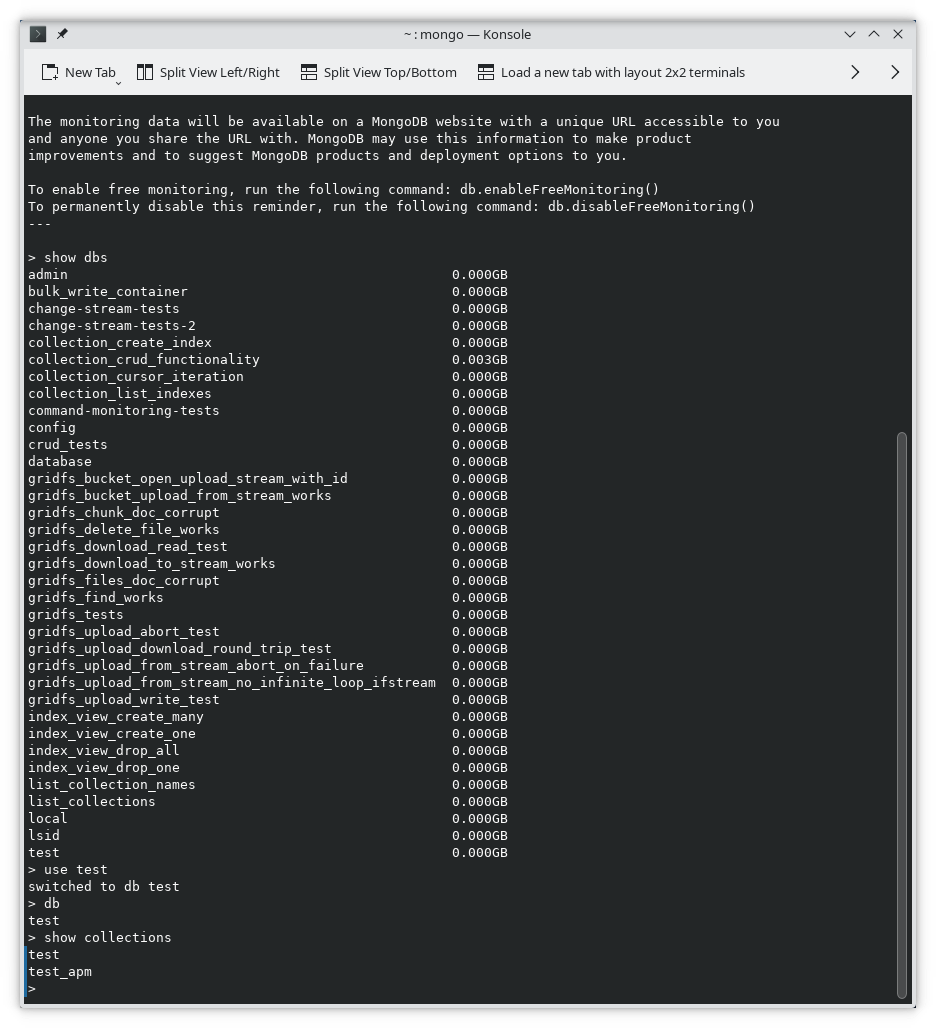 ~ : mongo — Konsole
New Tab Split View Left/Right Split View Top/Bottom Load a new tab with layout 2x2 terminals
The monitoring data will be available on a MongoDB website with a unique URL accessible to you
and anyone you share the URL with. MongoDB may use this information to make product
improvements and to suggest MongoDB products and deployment options to you.
To enable free monitoring, run the following command: db.enableFreeMonitoring()
To permanently disable this reminder, run the following command: db.disableFreeMonitoring()
---
> show dbs
admin 0.000GB
bulk_write_container 0.000GB
change-stream-tests 0.000GB
change-stream-tests-2 0.000GB
collection_create_index 0.000GB
collection_crud_functionality 0.003GB
collection_cursor_iteration 0.000GB
collection_list_indexes 0.000GB
command-monitoring-tests 0.000GB
config 0.000GB
crud_tests 0.000GB
database 0.000GB
gridfs_bucket_open_upload_stream_with_id 0.000GB
gridfs_bucket_upload_from_stream_works 0.000GB
gridfs_chunk_doc_corrupt 0.000GB
gridfs_delete_file_works 0.000GB
gridfs_download_read_test 0.000GB
gridfs_download_to_stream_works 0.000GB
gridfs_files_doc_corrupt 0.000GB
gridfs_find_works 0.000GB
gridfs_tests 0.000GB
gridfs_upload_abort_test 0.000GB
gridfs_upload_download_round_trip_test 0.000GB
gridfs_upload_from_stream_abort_on_failure 0.000GB
gridfs_upload_from_stream_no_infinite_loop_ifstream 0.000GB
gridfs_upload_write_test 0.000GB
index_view_create_many 0.000GB
index_view_create_one 0.000GB
index_view_drop_all 0.000GB
index_view_drop_one 0.000GB
list_collection_names 0.000GB
list_collections 0.000GB
local 0.000GB
lsid 0.000GB
test 0.000GB
> use test
switched to db test
> db
test
> show collections
test
test_apm
>